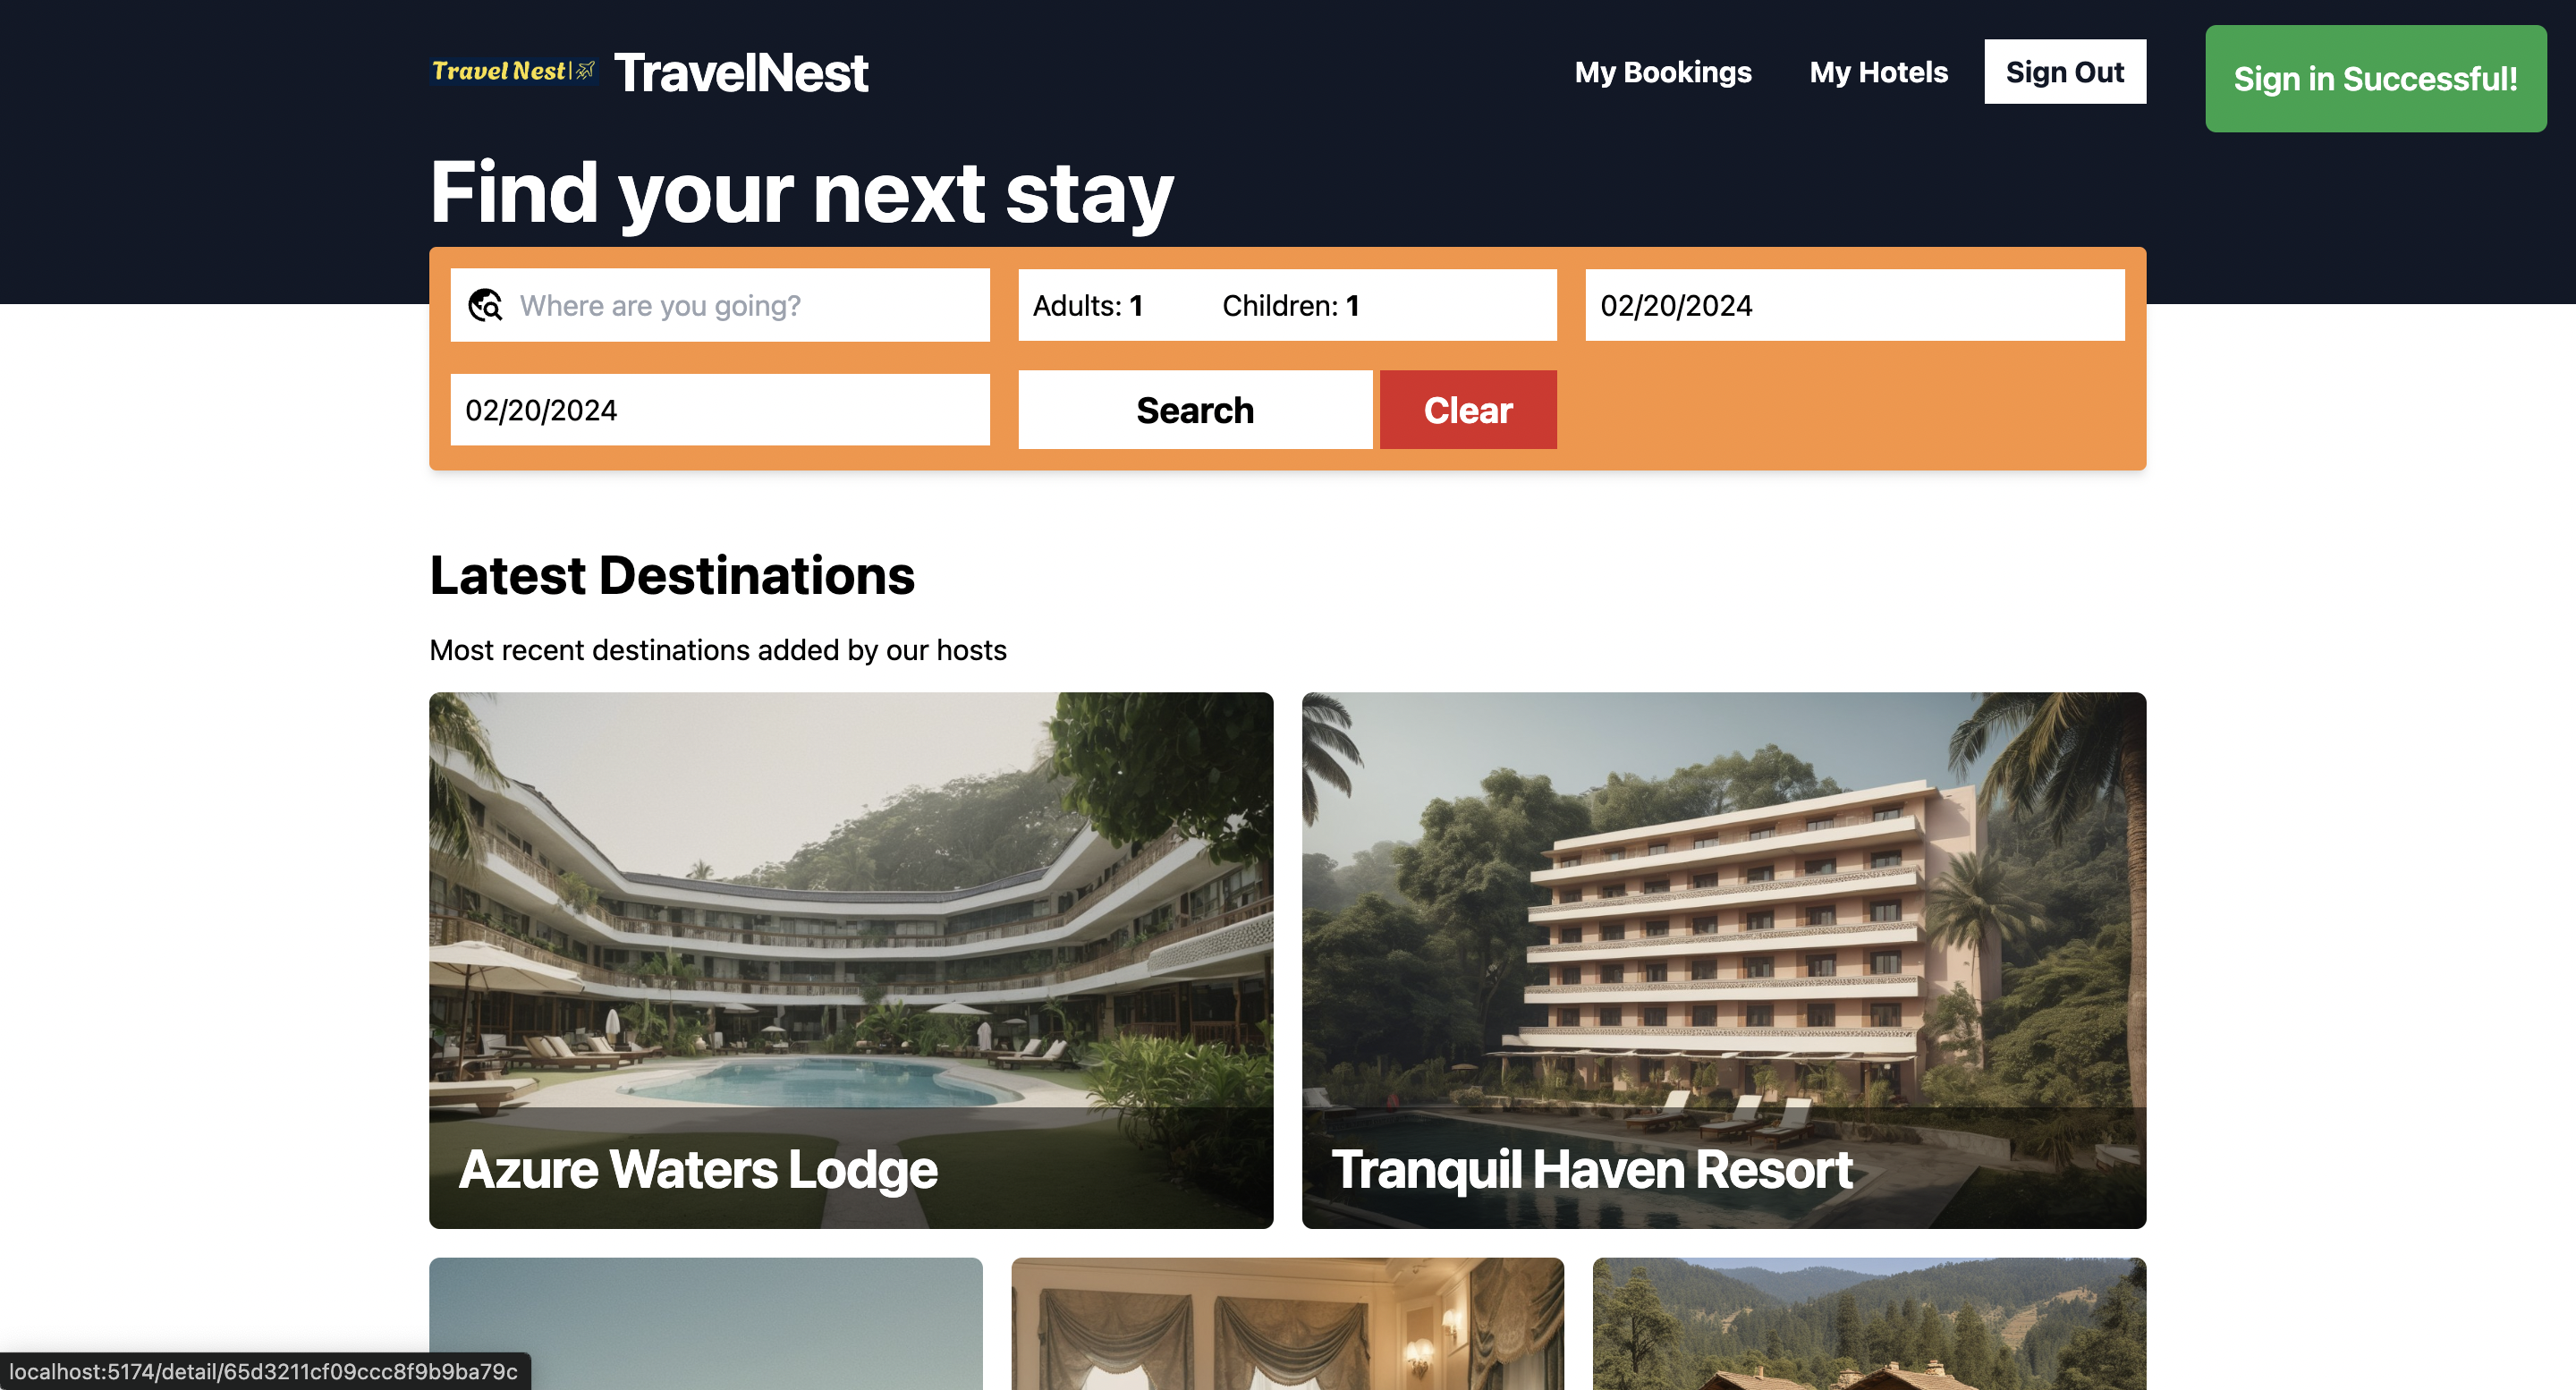 Travel Nest
TravelNest
My Bookings
My Hotels
Sign Out
Sign in Successful!
Find your next stay
Where are you going?
Adults: 1
Children: 1
02/20/2024
02/20/2024
Search
Clear
Latest Destinations
Most recent destinations added by our hosts
Azure Waters Lodge
Tranquil Haven Resort
localhost:5174/detail/65d3211cf09ccc8f9b9ba79c